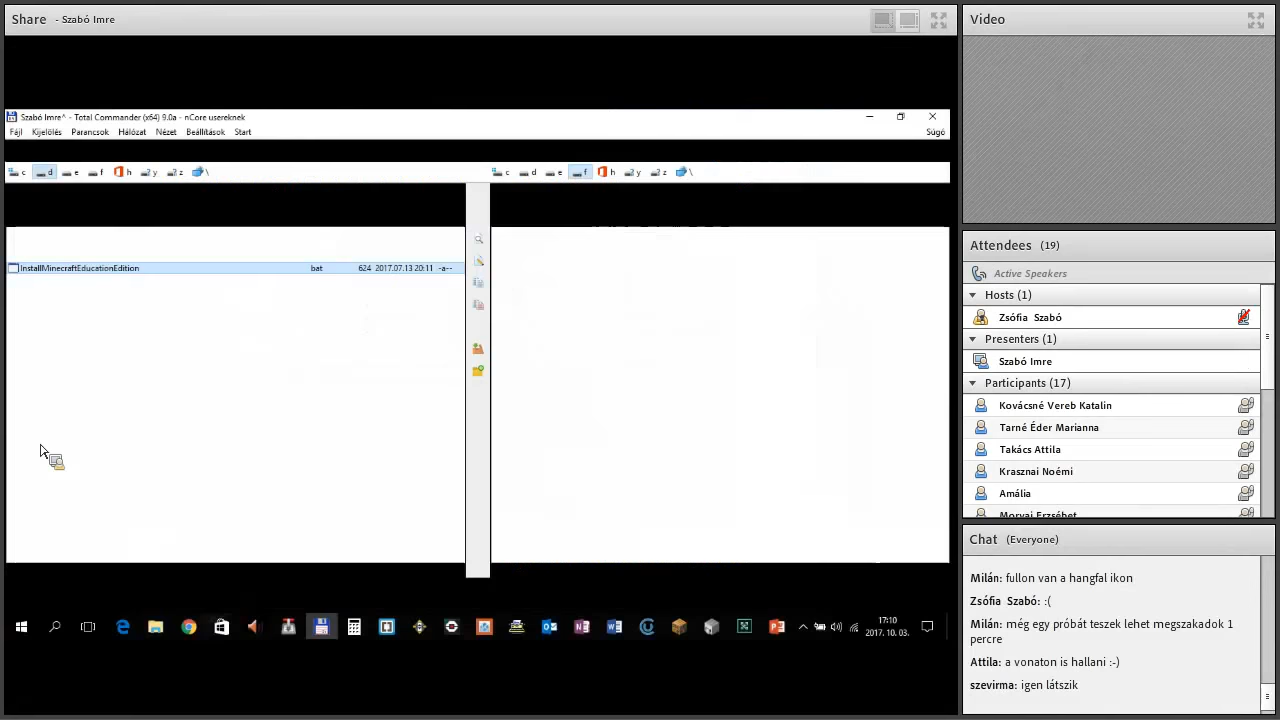 Share - Szabó Imre
Video
Szabó Imre^ - Total Commander (x64) 9.0a - nCore usereknek
Fájl Kijelölés Parancsok Hálózat Nézet Beállítások Start Súgó
c d e f h y z \ c d e f h y z \
InstallMinecraftEducationEdition bat 624 2017.07.13 20:11 -a--
17:10
2017. 10. 03.
Attendees (19)
Active Speakers
Hosts (1)
Zsófia Szabó
Presenters (1)
Szabó Imre
Participants (17)
Kovácsné Vereb Katalin
Tarné Éder Marianna
Takács Attila
Krasznai Noémi
Amália
Morvai Erzsébet
Chat (Everyone)
Milán: fullon van a hangfal ikon
Zsófia Szabó: :(
Milán: még egy próbát teszek lehet megszakadok 1
percre
Attila: a vonaton is hallani :-)
szevirma: igen látszik